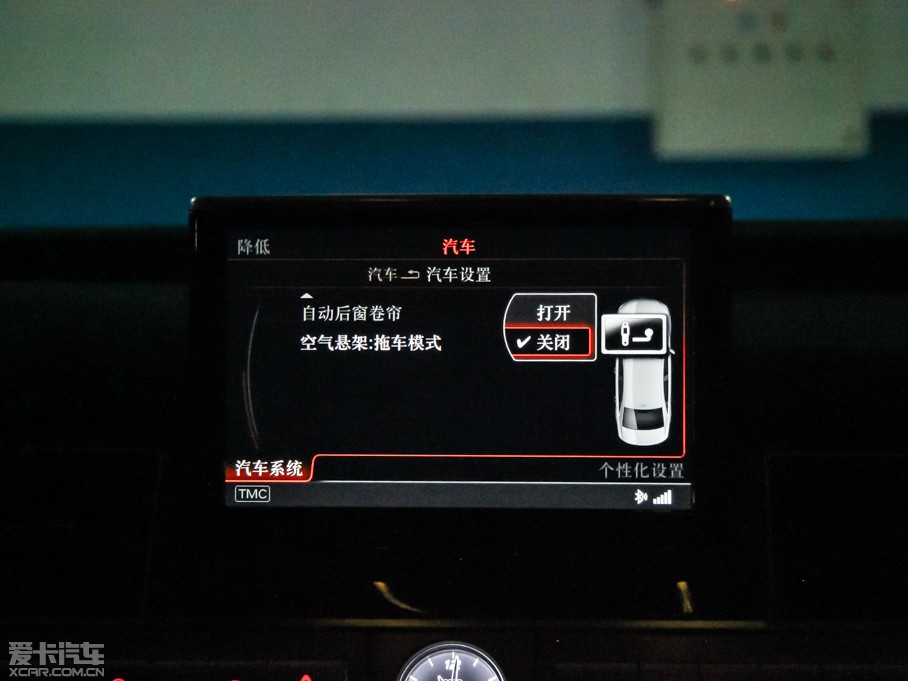 降低 汽车
汽车 汽车设置
自动后窗卷帘 打开
空气悬架:拖车模式 ✔关闭
汽车系统 个性化设置
TMC
12
爱卡汽车
XCAR.COM.CN